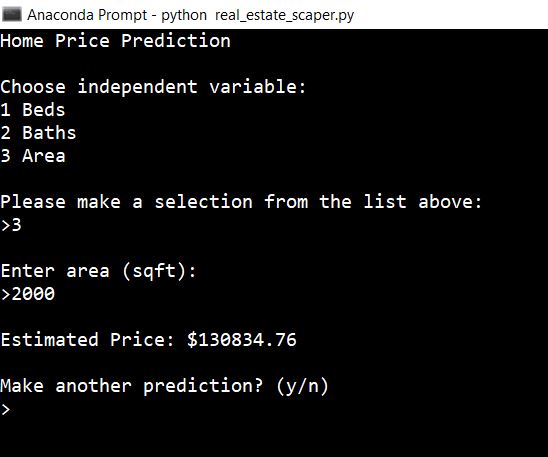 Anaconda Prompt - python  real_estate_scaper.py
Home Price Prediction
Choose independent variable:
1 Beds
2 Baths
3 Area
Please make a selection from the list above:
>3
Enter area (sqft):
>2000
Estimated Price: $130834.76
Make another prediction? (y/n)
>